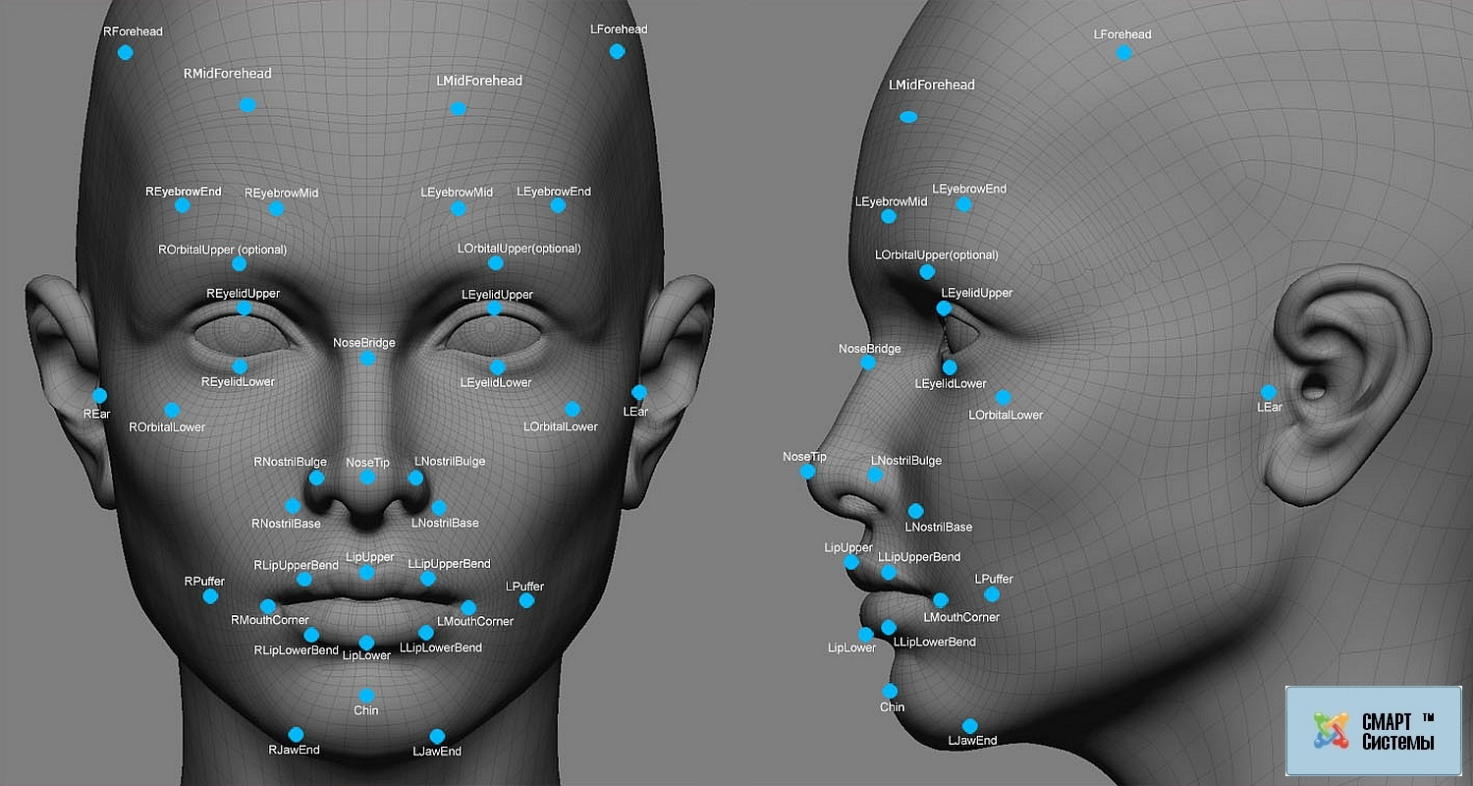 RForehead
LForehead
RMidForehead
LMidForehead
REyebrowEnd
REyebrowMid
LEyebrowMid
LEyebrowEnd
ROrbitalUpper (optional)
LOrbitalUpper(optional)
REyelidUpper
LEyelidUpper
NoseBridge
REyelidLower
LEyelidLower
REar
LEar
ROrbitalLower
LOrbitalLower
RNostrilBulge
NoseTip
LNostrilBulge
RNostrilBase
LNostrilBase
LipUpper
RLipUpperBend
LLipUpperBend
RPuffer
LPuffer
RMouthCorner
LMouthCorner
RLipLowerBend
LipLower
LLipLowerBend
Chin
RJawEnd
LJawEnd
LForehead
LMidForehead
LEyebrowEnd
LEyebrowMid
LOrbitalUpper(optional)
LEyelidUpper
NoseBridge
LEyelidLower
LOrbitalLower
LEar
NoseTip
LNostrilBulge
LNostrilBase
LipUpper
LLipUpperBend
LPuffer
LMouthCorner
LLipLowerBend
LipLower
Chin
LJawEnd
СМАРТ ™
Системы